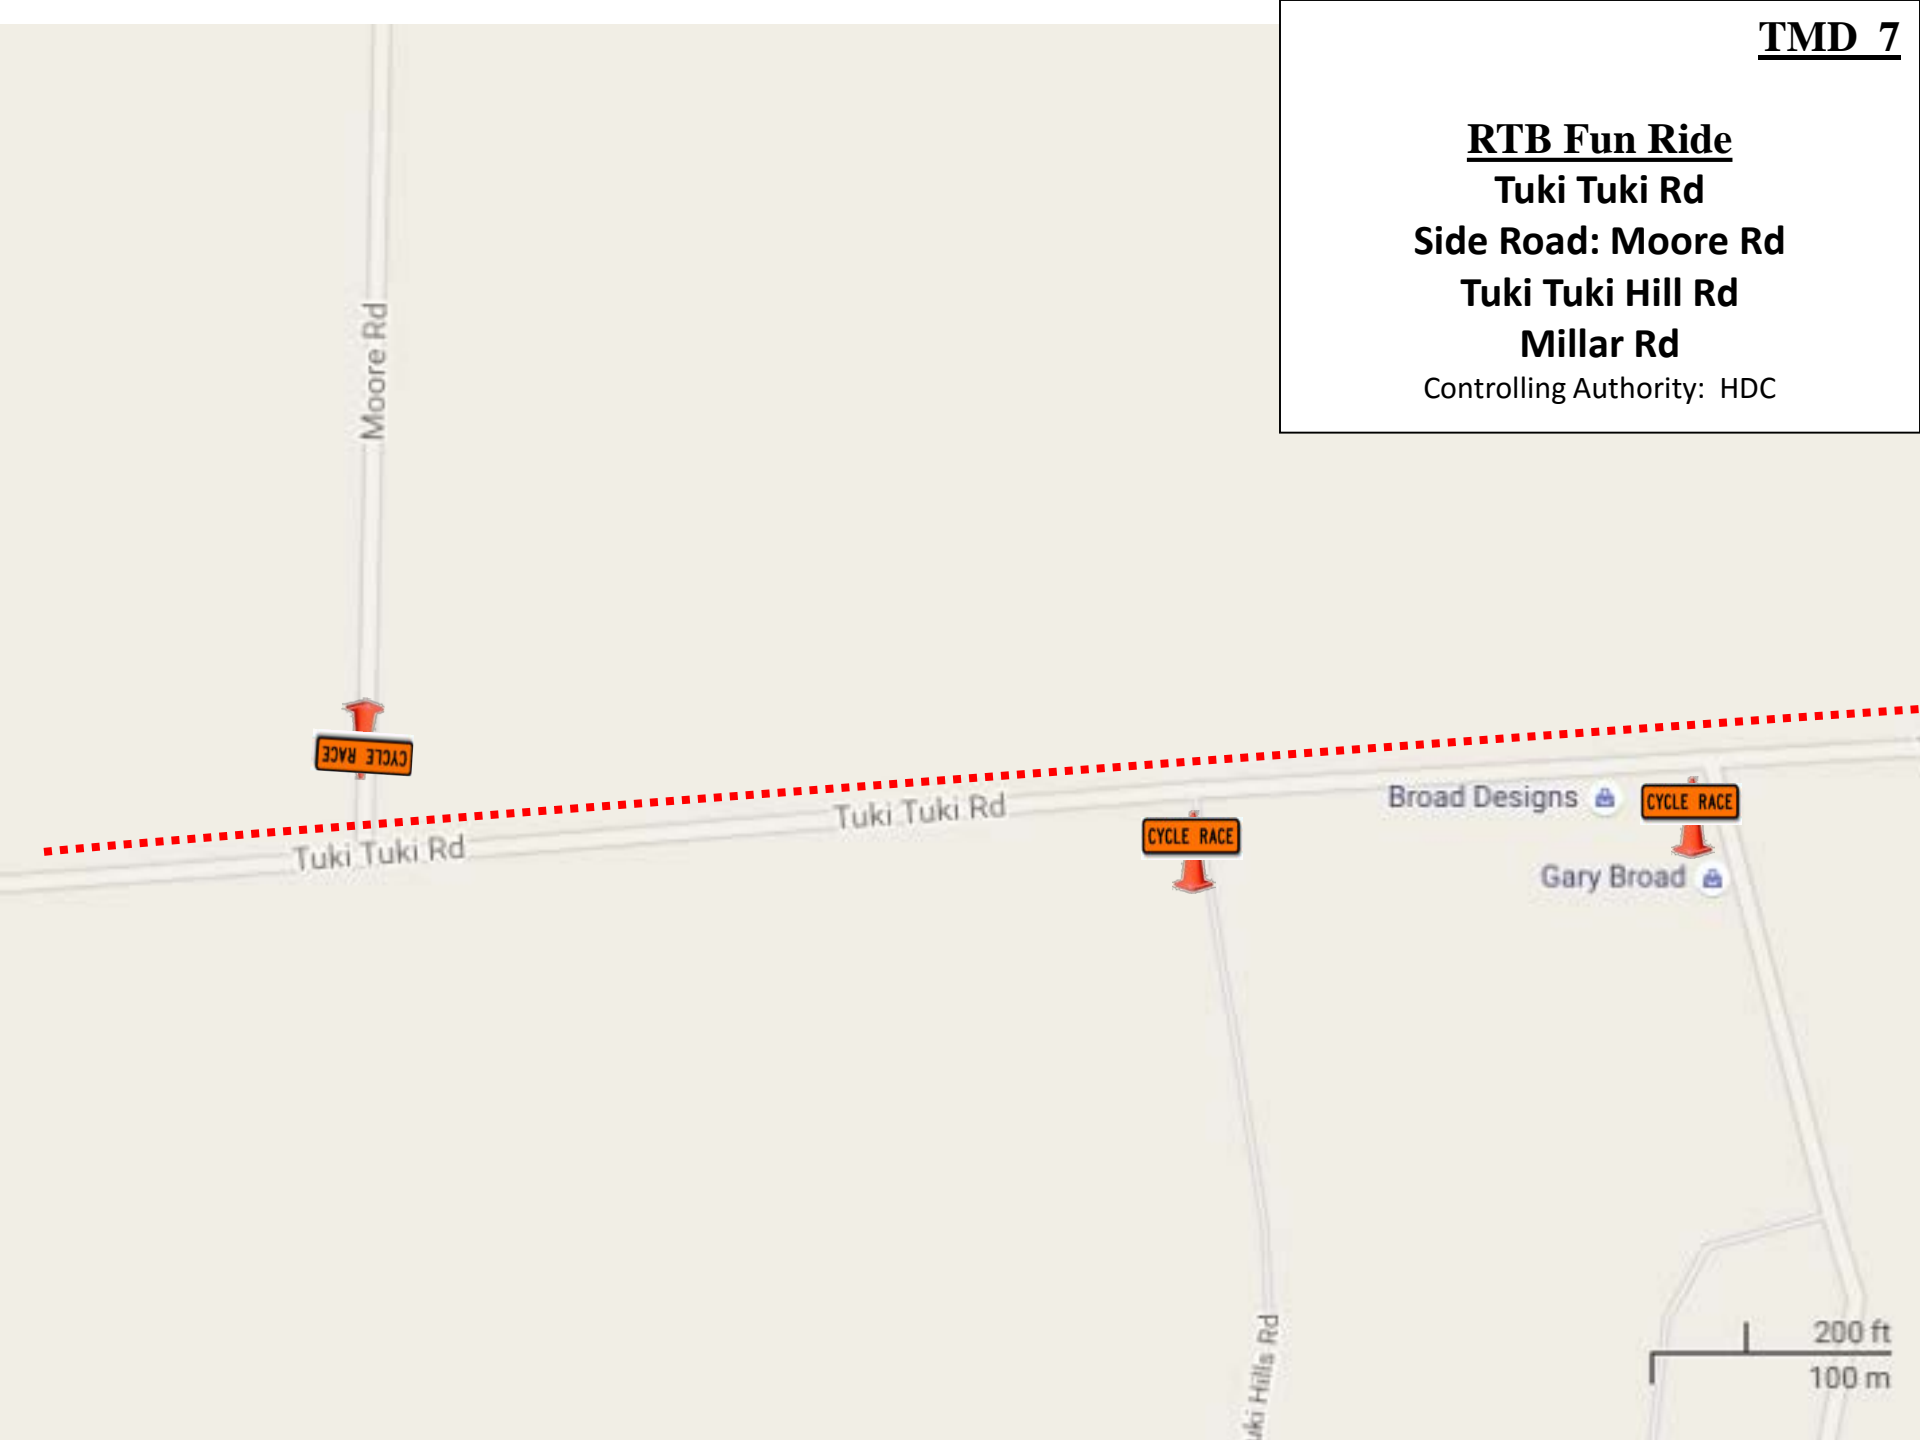 TMD 7
RTB Fun Ride
Tuki Tuki Rd
Side Road: Moore Rd
Tuki Tuki Hill Rd
Millar Rd
Controlling Authority: HDC
Moore Rd
CYCLE RACE
Tuki Tuki Rd
Tuki Tuki Rd
CYCLE RACE
Broad Designs
CYCLE RACE
Gary Broad
Hills Rd
200 ft
100 m